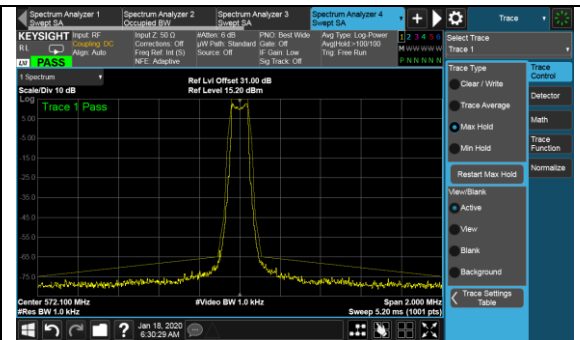 Spectrum Analyzer 1
Swept SA
Spectrum Analyzer 2
Occupied BW
Spectrum Analyzer 3
Swept SA
Spectrum Analyzer 4
Swept SA
Trace
KEYSIGHT
RL
PASS
Input: RF
Coupling: DC
Align: Auto
Input Z: 50 Ω
Corrections: Off
Freq Ref: Int (S)
NFE: Adaptive
#Atten: 6 dB
µW Path: Standard
Source: Off
PNO: Best Wide
Gate: Off
IF Gain: Low
Sig Track: Off
Avg Type: Log-Power
Avg|Hold:>100/100
Trig: Free Run
1 2 3 4 5 6
M W W W W W
P N N N N N
Select Trace
Trace 1
1 Spectrum
Scale/Div 10 dB
Ref Lvl Offset 31.00 dB
Ref Level 15.20 dBm
Log
Trace 1 Pass
5.00
-5.00
-15.0
-25.0
-35.0
-45.0
-55.0
-65.0
-75.0
Center 572.100 MHz
#Res BW 1.0 kHz
#Video BW 1.0 kHz
Span 2.000 MHz
Sweep 5.20 ms (1001 pts)
Trace Type
Clear / Write
Trace Average
Max Hold
Min Hold
Restart Max Hold
View/Blank
Active
View
Blank
Background
Trace Settings
Table
Trace
Control
Detector
Math
Trace
Function
Normalize
?
Jan 18, 2020
6:30:29 AM